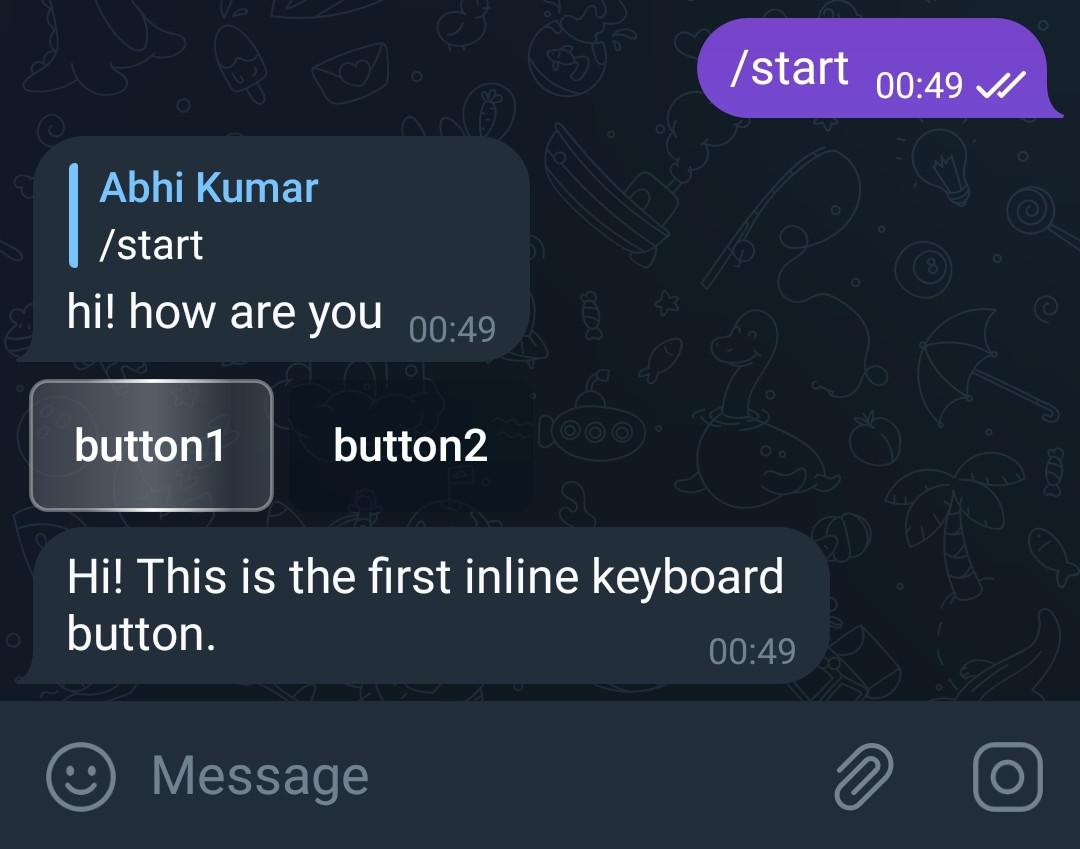 /start 00:49
Abhi Kumar
/start
hi! how are you 00:49
button1 button2
Hi! This is the first inline keyboard
button. 00:49
Message